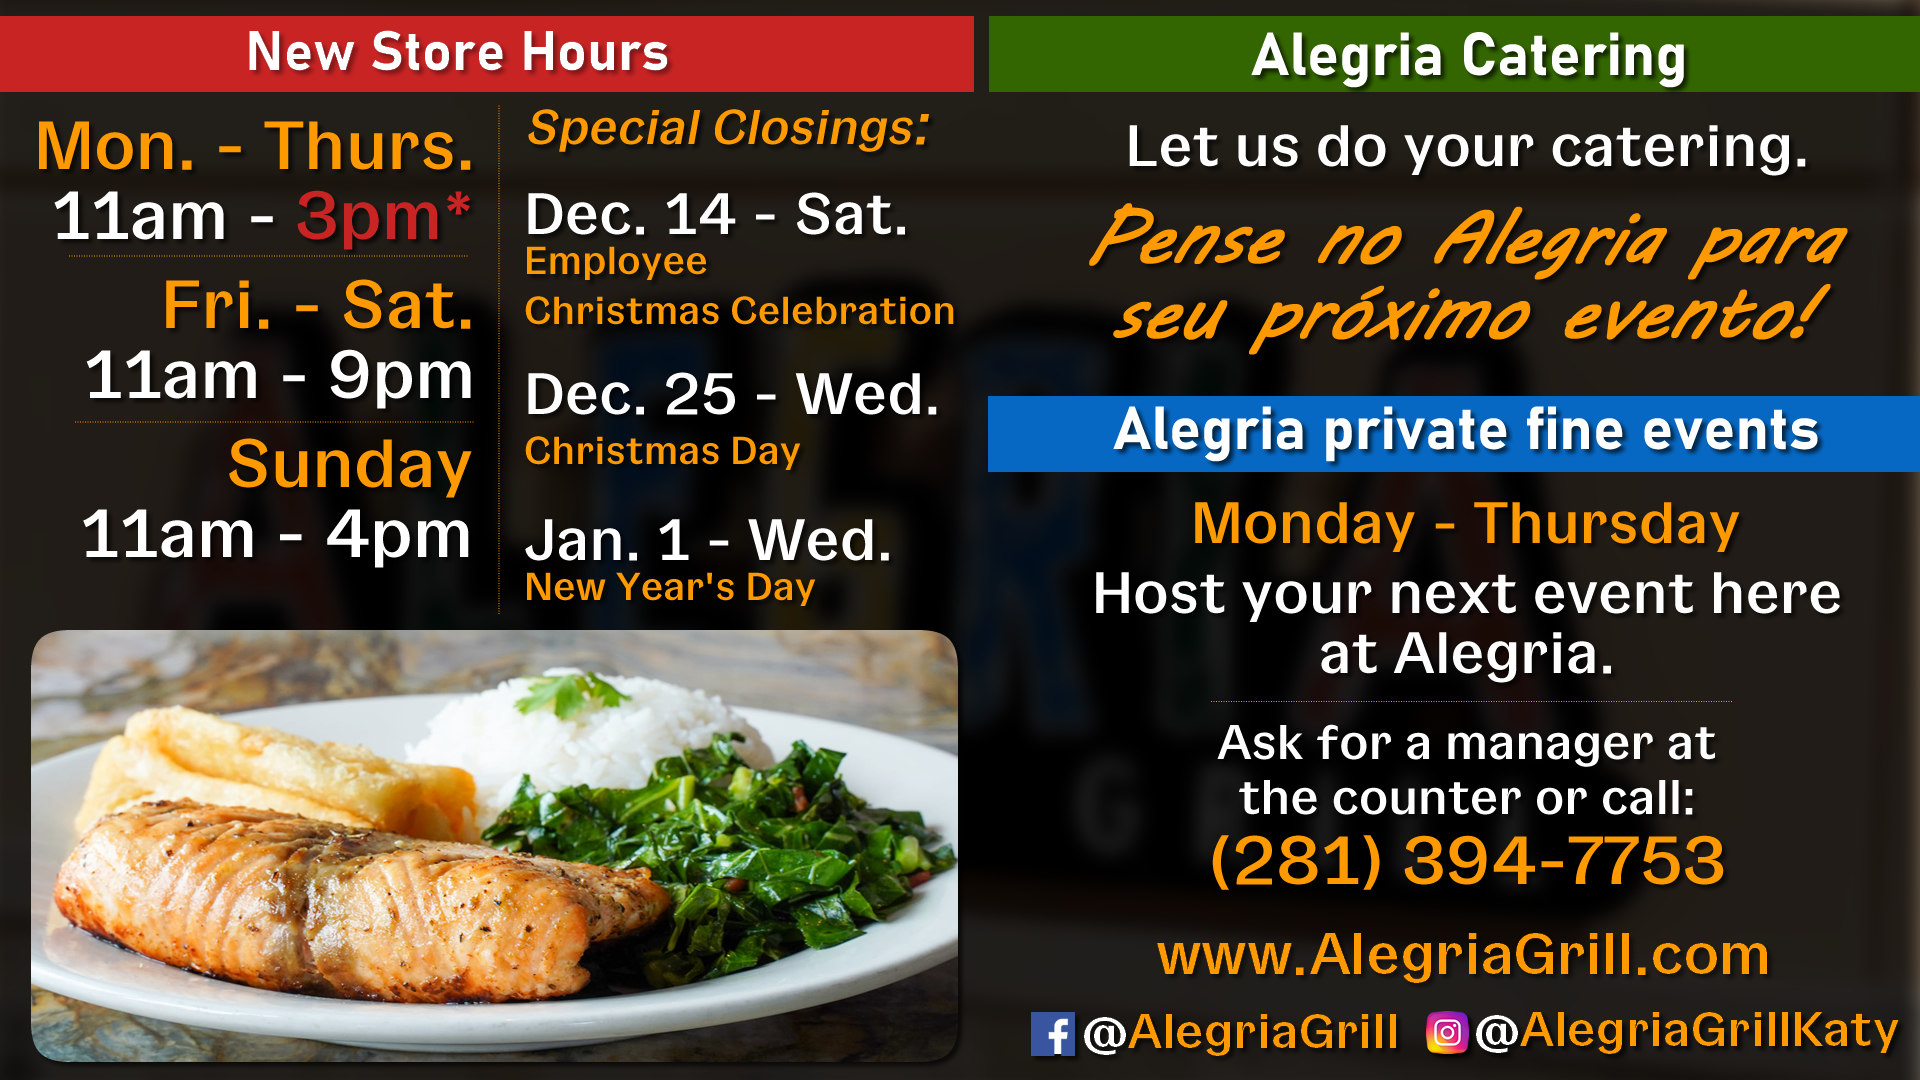 New Store Hours
Mon. - Thurs.
11am - 3pm*
Fri. - Sat.
11am - 9pm
Sunday
11am - 4pm
Special Closings:
Dec. 14 - Sat.
Employee
Christmas Celebration
Dec. 25 - Wed.
Christmas Day
Jan. 1 - Wed.
New Year's Day
Alegria Catering
Let us do your catering.
Pense no Alegria para
seu próximo evento!
Alegria private fine events
Monday - Thursday
Host your next event here
at Alegria.
Ask for a manager at
the counter or call:
(281) 394-7753
www.AlegriaGrill.com
@AlegriaGrill @AlegriaGrillKaty